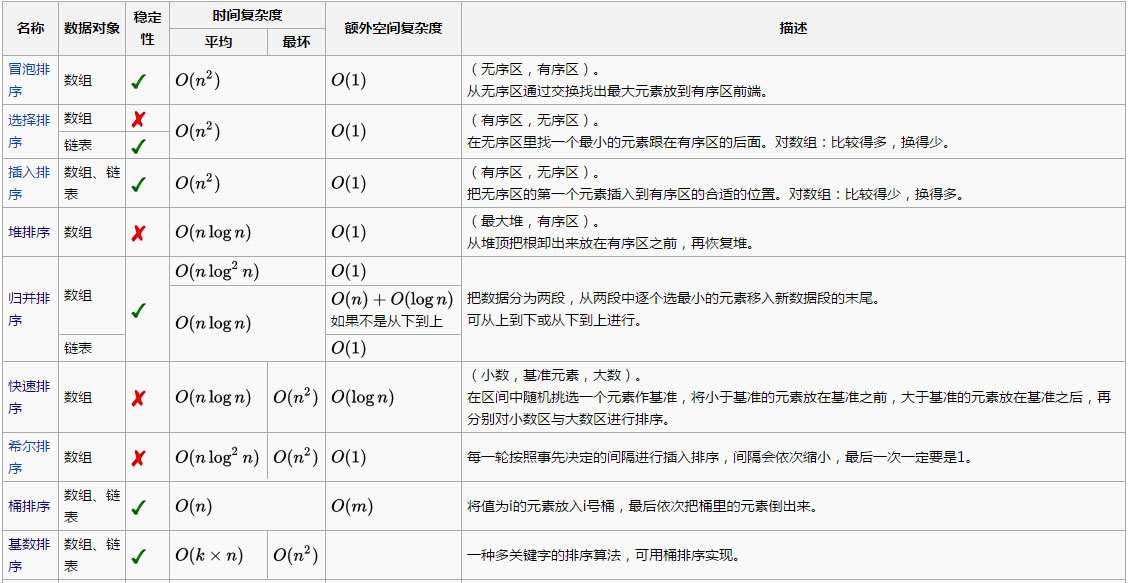 名称 数据对象 稳定性 时间复杂度 额外空间复杂度 描述
平均 最坏
冒泡排序 数组 ✓ O(n²) O(1) （无序区，有序区）。
从无序区通过交换找出最大元素放到有序区前端。
选择排序 数组 ✗ O(n²) O(1) （有序区，无序区）。
链表 ✓ 在无序区里找一个最小的元素跟在有序区的后面。对数组：比较得多，换得少。
插入排序 数组、链表 ✓ O(n²) O(1) （有序区，无序区）。
把无序区的第一个元素插入到有序区的合适的位置。对数组：比较得少，换得多。
堆排序 数组 ✗ O(n log n) O(1) （最大堆，有序区）。
从堆顶把根卸出来放在有序区之前，再恢复堆。
归并排序 数组 ✓ O(n log² n) O(1)
O(n log n) O(n) + O(log n)
如果不是从下到上
把数据分为两段，从两段中逐个选最小的元素移入新数据段的末尾。
可从上到下或从下到上进行。
链表 O(1)
快速排序 数组 ✗ O(n log n) O(n²) O(log n) （小数，基准元素，大数）。
在区间中随机挑选一个元素作基准，将小于基准的元素放在基准之前，大于基准的元素放在基准之后，再
分别对小数区与大数区进行排序。
希尔排序 数组 ✗ O(n log² n) O(n²) O(1) 每一轮按照事先决定的间隔进行插入排序，间隔会依次缩小，最后一次一定要是1。
桶排序 数组、链表 ✓ O(n) O(m) 将值为i的元素放入i号桶，最后依次把桶里的元素倒出来。
基数排序 数组、链表 ✓ O(k × n) O(n²) 一种多关键字的排序算法，可用桶排序实现。